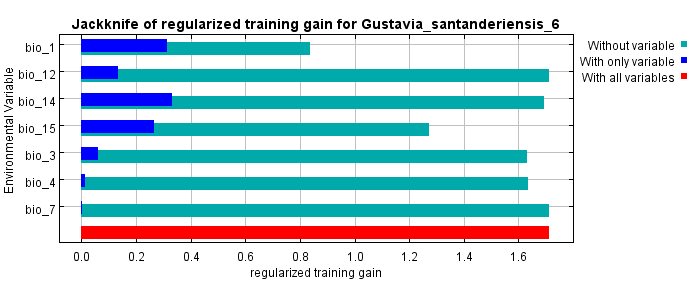 Jackknife of regularized training gain for Gustavia_santanderiensis_6
Without variable
With only variable
With all variables
Environmental Variable
bio_1
bio_12
bio_14
bio_15
bio_3
bio_4
bio_7
0.0 0.2 0.4 0.6 0.8 1.0 1.2 1.4 1.6
regularized training gain